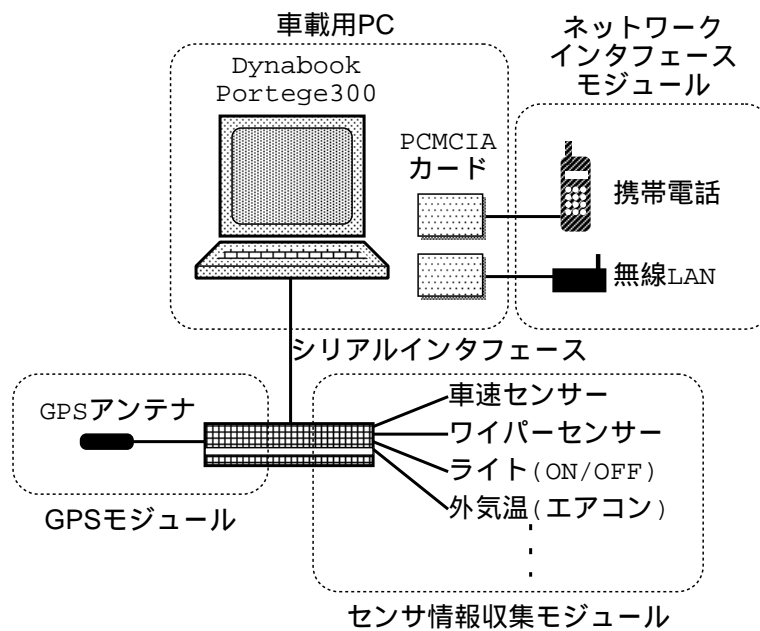 車載用PC
ネットワーク
インタフェース
モジュール
Dynabook
Portege300
PCMCIA
カード
携帯電話
無線LAN
シリアルインタフェース
GPSアンテナ
車速センサー
ワイパーセンサー
ライト(ON/OFF)
外気温(エアコン)
GPSモジュール
センサ情報収集モジュール